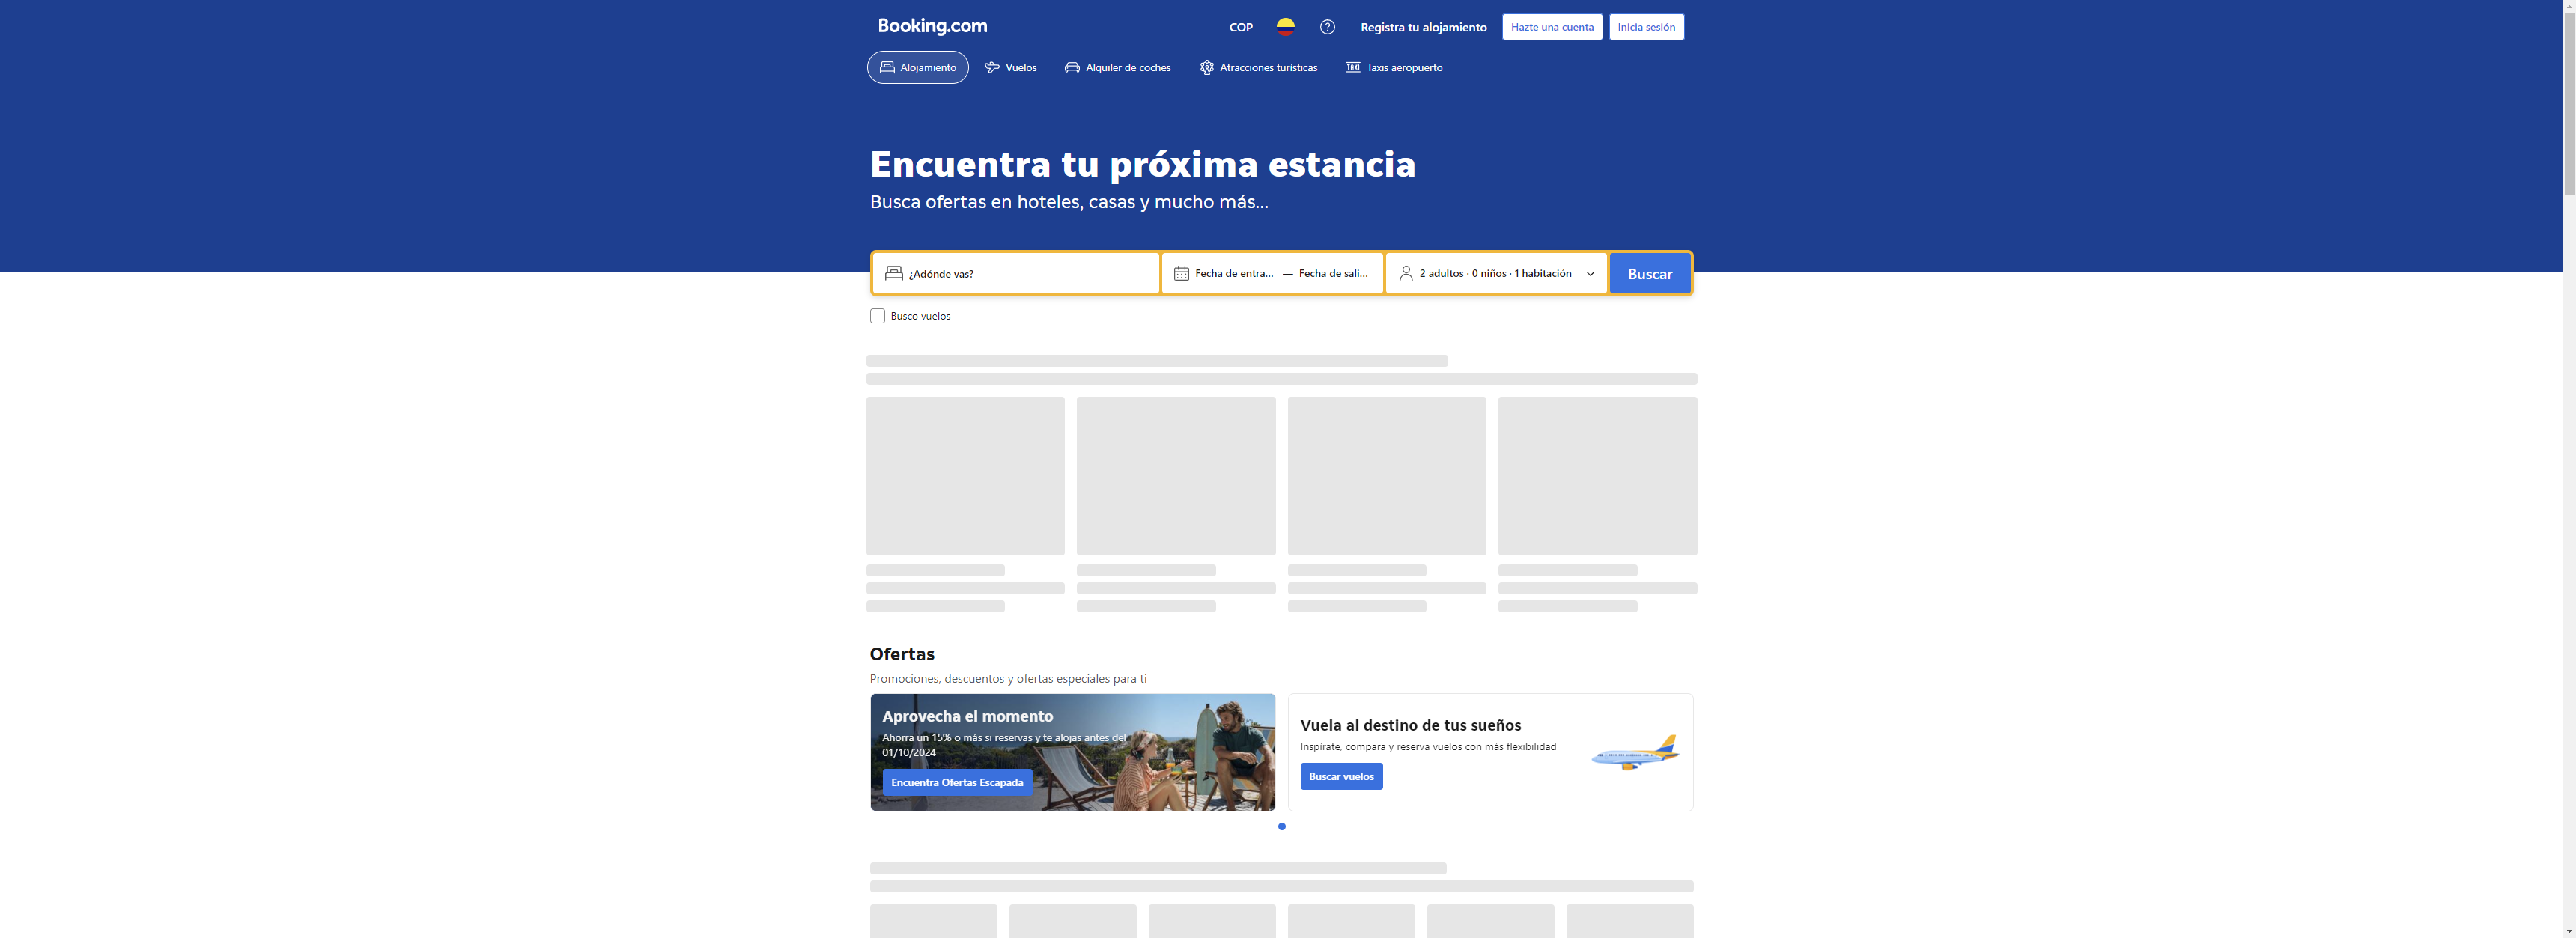 Booking.com
COP
Registra tu alojamiento
Hazte una cuenta
Inicia sesión
Alojamiento
Vuelos
Alquiler de coches
Atracciones turísticas
TAXI
Taxis aeropuerto
Encuentra tu próxima estancia
Busca ofertas en hoteles, casas y mucho más...
¿Adónde vas?
Fecha de entra... — Fecha de sali...
2 adultos · 0 niños · 1 habitación
Buscar
Busco vuelos
Ofertas
Promociones, descuentos y ofertas especiales para ti
Aprovecha el momento
Ahorra un 15% o más si reservas y te alojas antes del
01/10/2024
Encuentra Ofertas Escapada
Vuela al destino de tus sueños
Inspírate, compara y reserva vuelos con más flexibilidad
Buscar vuelos